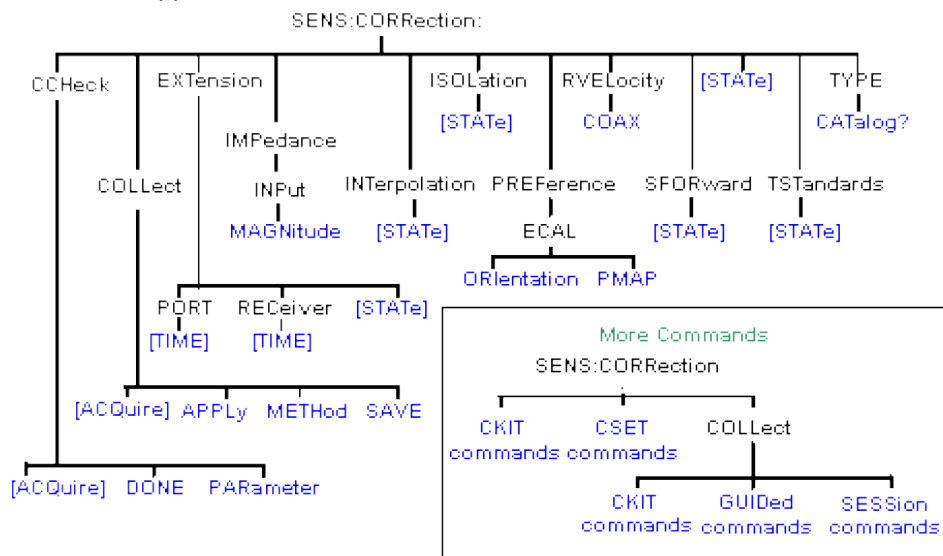 SENS:CORRection:
CCHeck EXTension ISOLation RVELocity [STATe] TYPE
[STATe] COAX CATalog?
IMPedance
COLLect INPut INTerpolation PREFerence SFORward TSTandards
MAGNitude [STATe] ECAL [STATe] [STATe]
ORIentation PMAP
PORT RECeiver [STATe]
[TIME] [TIME]
More Commands
SENS:CORRection
[ACQuire] APPLy METHod SAVE
CKIT CSET COLLect
commands commands
[ACQuire] DONE PARameter
CKIT GUIDed SESSion
commands commands commands